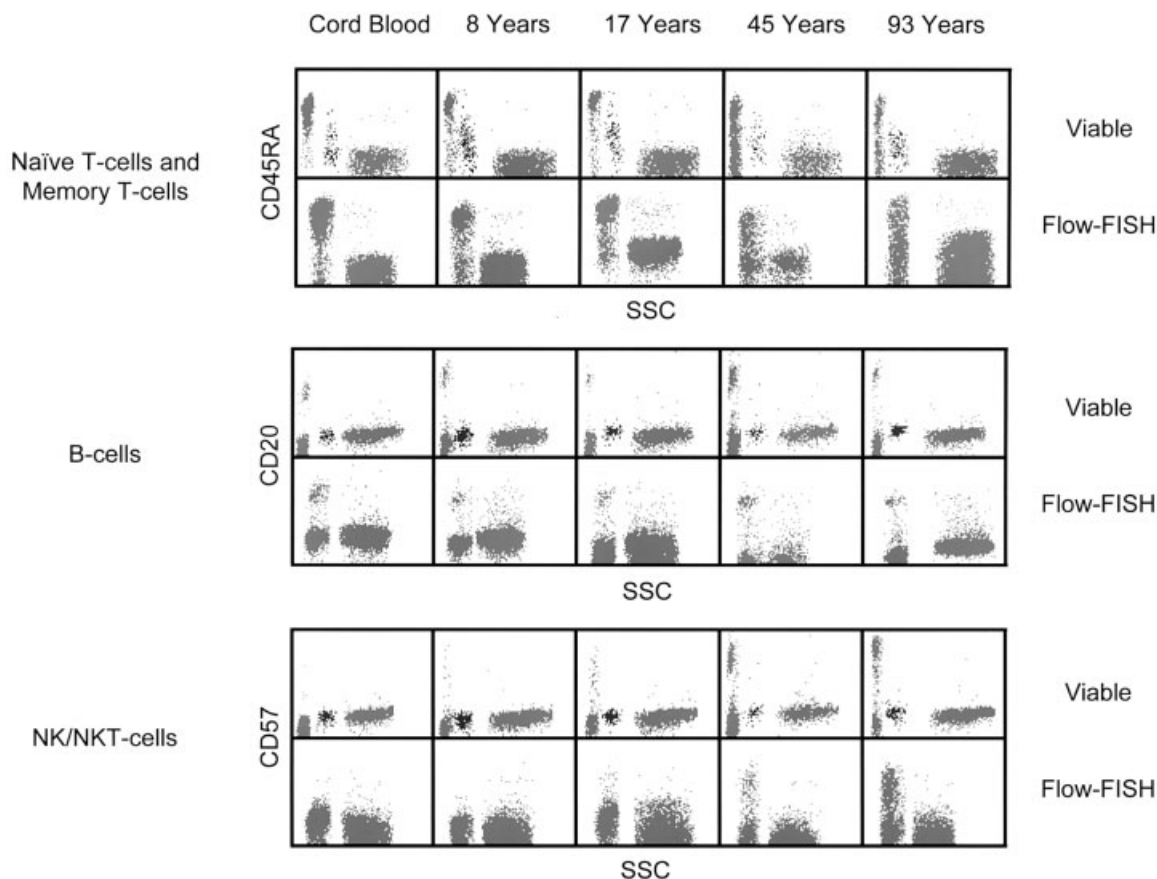 Cord Blood 8 Years 17 Years 45 Years 93 Years
Naïve T-cells and
Memory T-cells
CD45RA
Viable
Flow-FISH
SSC
B-cells
CD20
Viable
Flow-FISH
SSC
NK/NKT-cells
CD57
Viable
Flow-FISH
SSC